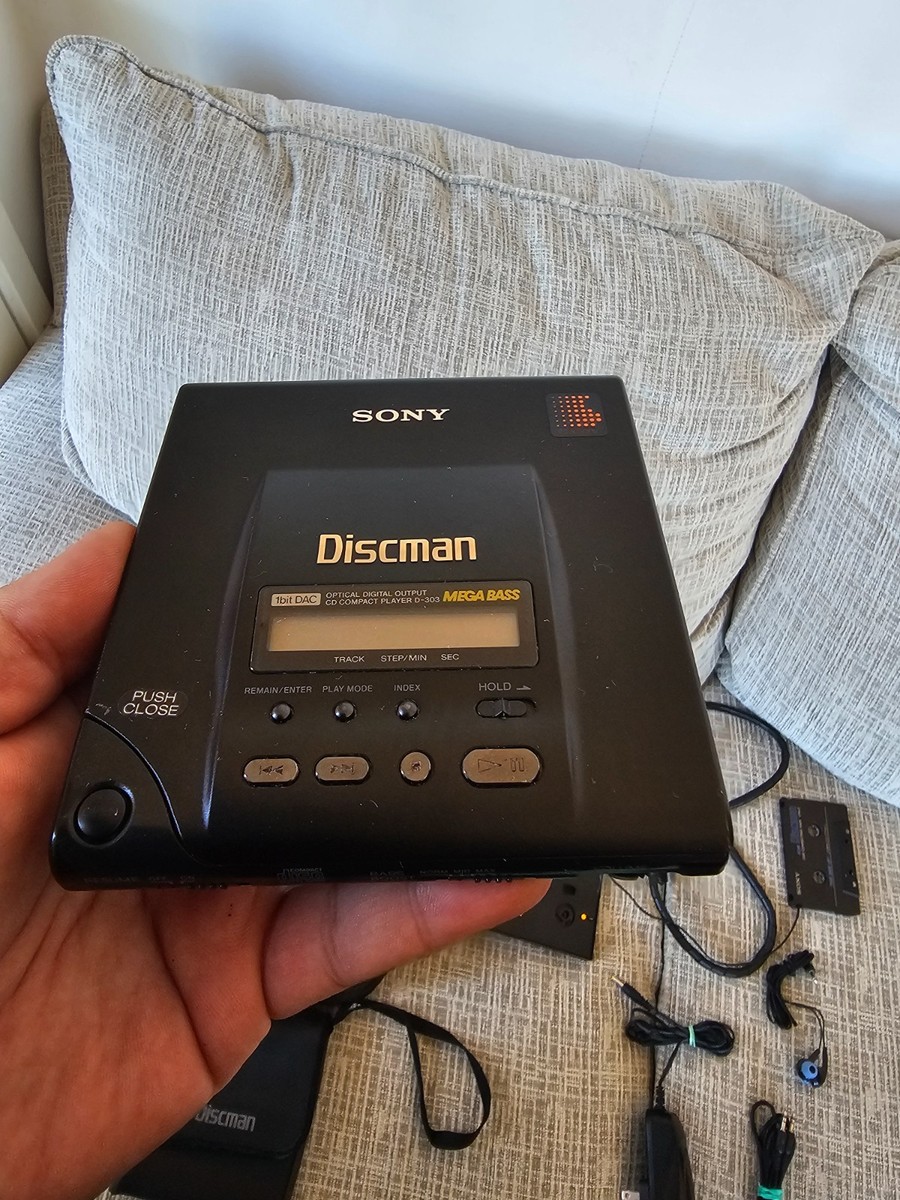 SONY
Discman
1bit DAC
OPTICAL DIGITAL OUTPUT
CD COMPACT PLAYER D-303
MEGA BASS
TRACK STEP/MIN SEC
REMAIN/ENTER PLAY MODE INDEX HOLD
PUSH
CLOSE
SONY
Discman